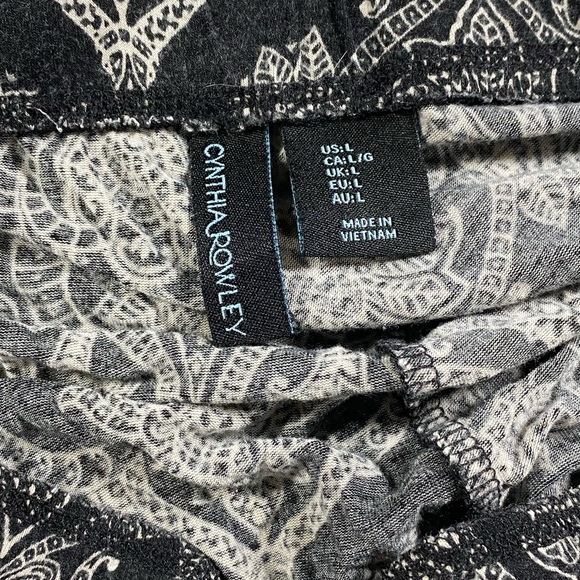 CYNTHIA ROWLEY
US: L
CA: L/G
UK: L
EU: L
AU: L
MADE IN
VIETNAM